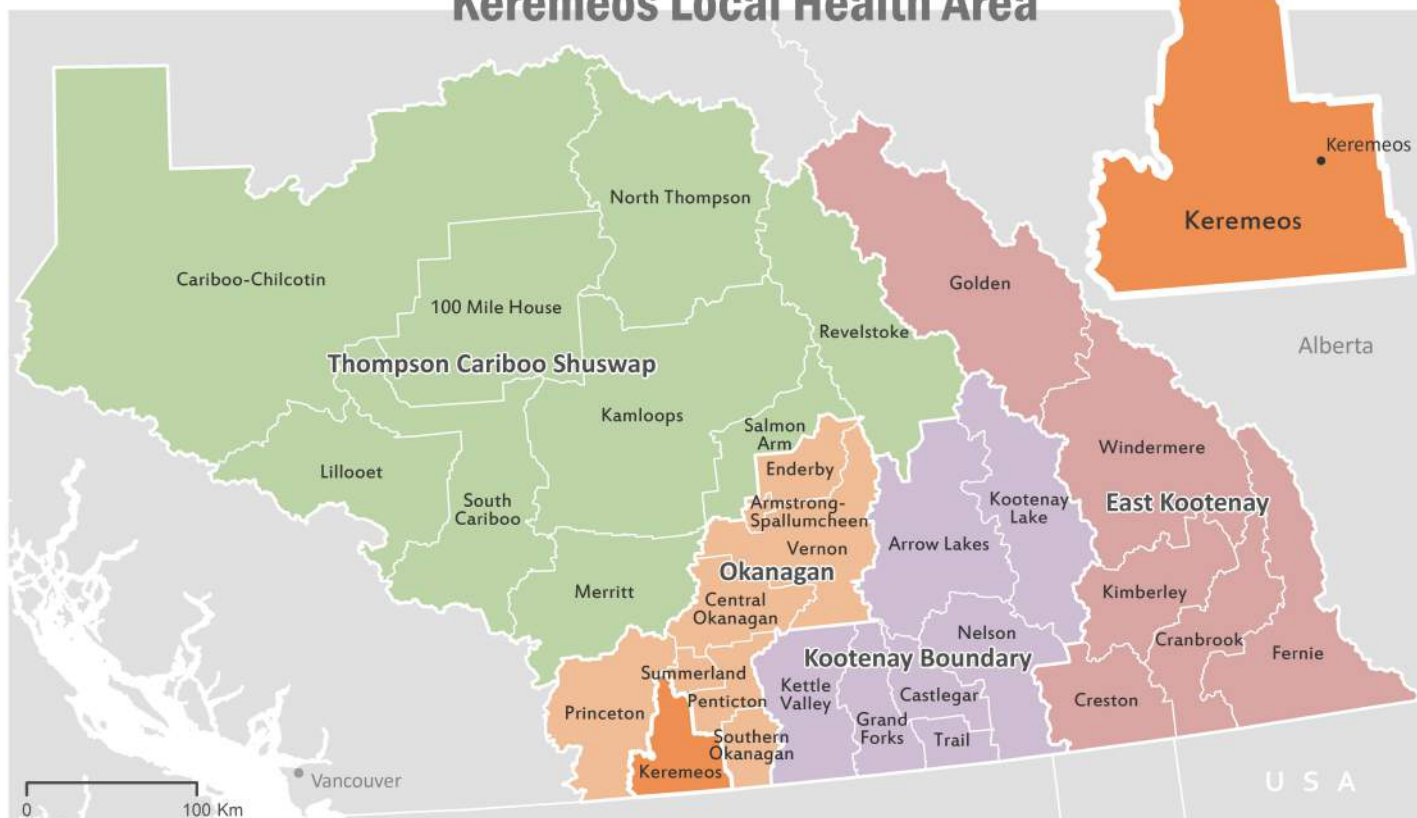 Keremeos Local Health Area
Keremeos
Keremeos
North Thompson
Cariboo-Chilcotin
Golden
100 Mile House
Revelstoke
Alberta
Thompson Cariboo Shuswap
Kamloops
Salmon
Arm
Windermere
Enderby
Lillooet
South
Cariboo
Armstrong-
Spallumcheen
Kootenay
Lake
East Kootenay
Vernon
Arrow Lakes
Okanagan
Merritt
Central
Okanagan
Kimberley
Nelson
Cranbrook
Fernie
Kootenay Boundary
Summerland
Kettle
Valley
Castlegar
Creston
Penticton
Princeton
Grand
Forks
Trail
Southern
Okanagan
Keremeos
Vancouver
USA
0 100 Km